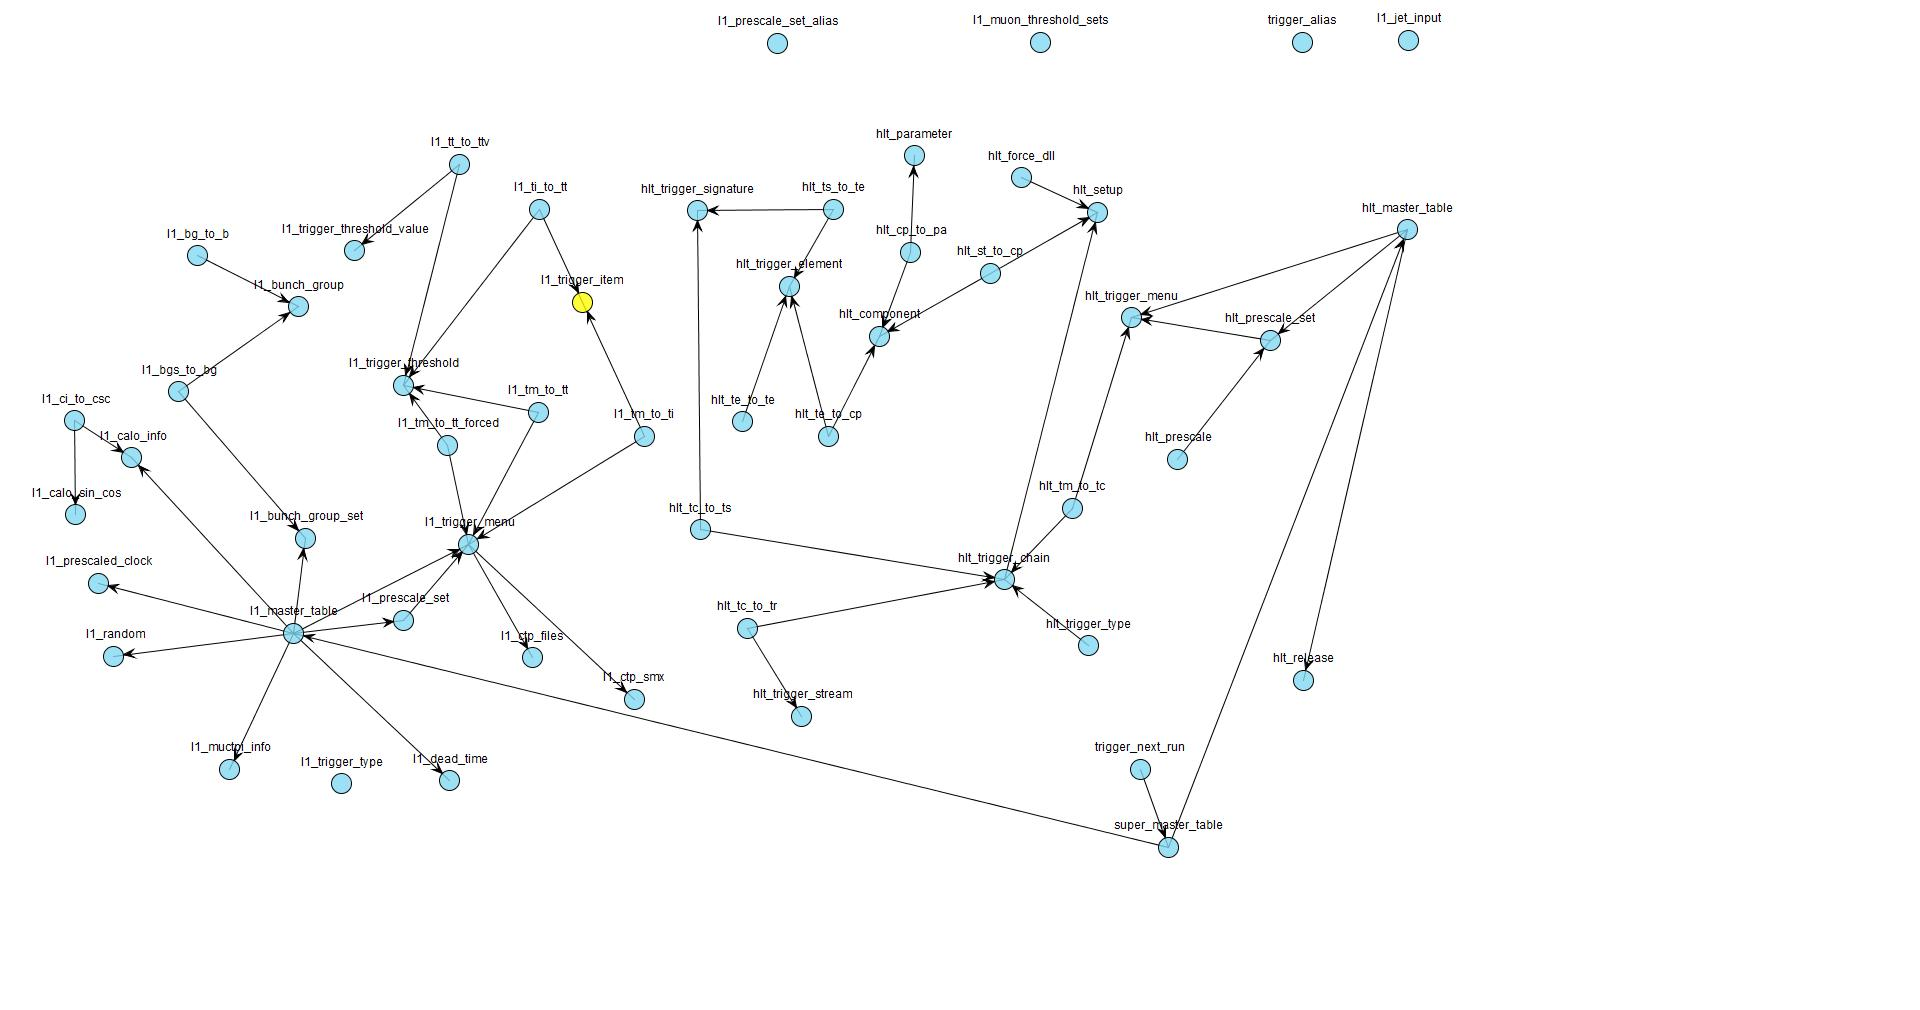 l1_prescale_set_alias
l1_muon_threshold_sets
trigger_alias
l1_jet_input
l1_tt_to_ttv
hlt_parameter
hlt_force_dll
l1_ti_to_tt
hlt_trigger_signature
hlt_ts_to_te
hlt_setup
hlt_master_table
l1_bg_to_b
l1_trigger_threshold_value
hlt_cp_to_pa
hlt_st_to_cp
hlt_trigger_element
l1_bunch_group
l1_trigger_item
hlt_trigger_menu
hlt_component
hlt_prescale_set
l1_bgs_to_bg
l1_trigger_threshold
l1_tm_to_tt
l1_ci_to_csc
hlt_te_to_te
hlt_te_to_cp
l1_tm_to_ti
l1_tm_to_tt_forced
l1_calo_info
hlt_prescale
l1_calo_sin_cos
hlt_tm_to_tc
hlt_tc_to_ts
l1_bunch_group_set
l1_trigger_menu
l1_prescaled_clock
hlt_trigger_chain
l1_prescale_set
hlt_tc_to_tr
l1_master_table
hlt_trigger_type
l1_random
l1_ctp_files
hlt_release
l1_ctp_smx
hlt_trigger_stream
l1_muctpi_info
trigger_next_run
l1_trigger_type
l1_dead_time
super_master_table